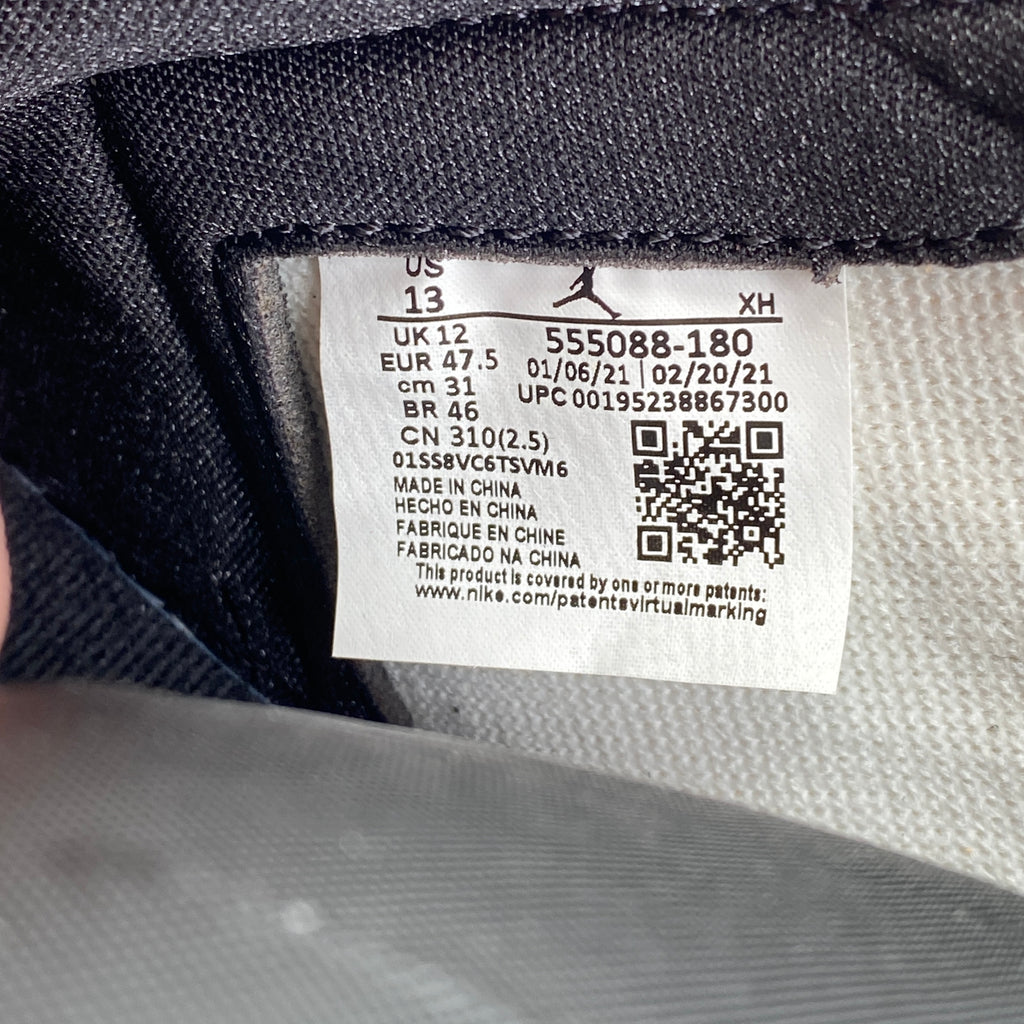 US
13
XH
UK 12
EUR 47.5
cm 31
BR 46
CN 310(2.5)
555088-180
01/06/21 | 02/20/21
UPC 00195238867300
01SS8VC6TSVM6
MADE IN CHINA
HECHO EN CHINA
FABRIQUE EN CHINE
FABRICADO NA CHINA
This product is covered by one or more patents:
www.nike.com/patentsvirtualmarking